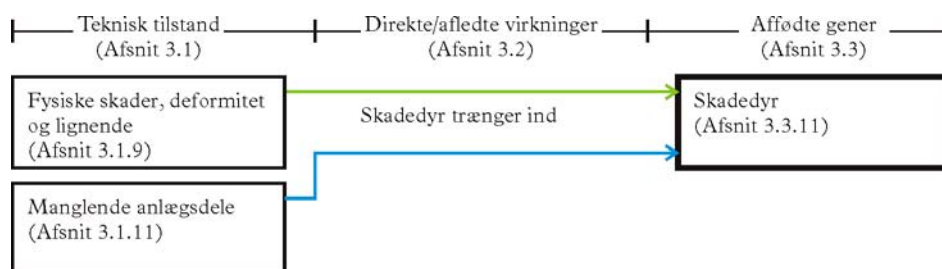 Teknisk tilstand
(Afsnit 3.1)
Direkte/afledte virkninger
(Afsnit 3.2)
Affødte gener
(Afsnit 3.3)
Fysiske skader, deformitet
og lignende
(Afsnit 3.1.9)
Skadedyr trænger ind
Skadedyr
(Afsnit 3.3.11)
Manglende anlægsdele
(Afsnit 3.1.11)